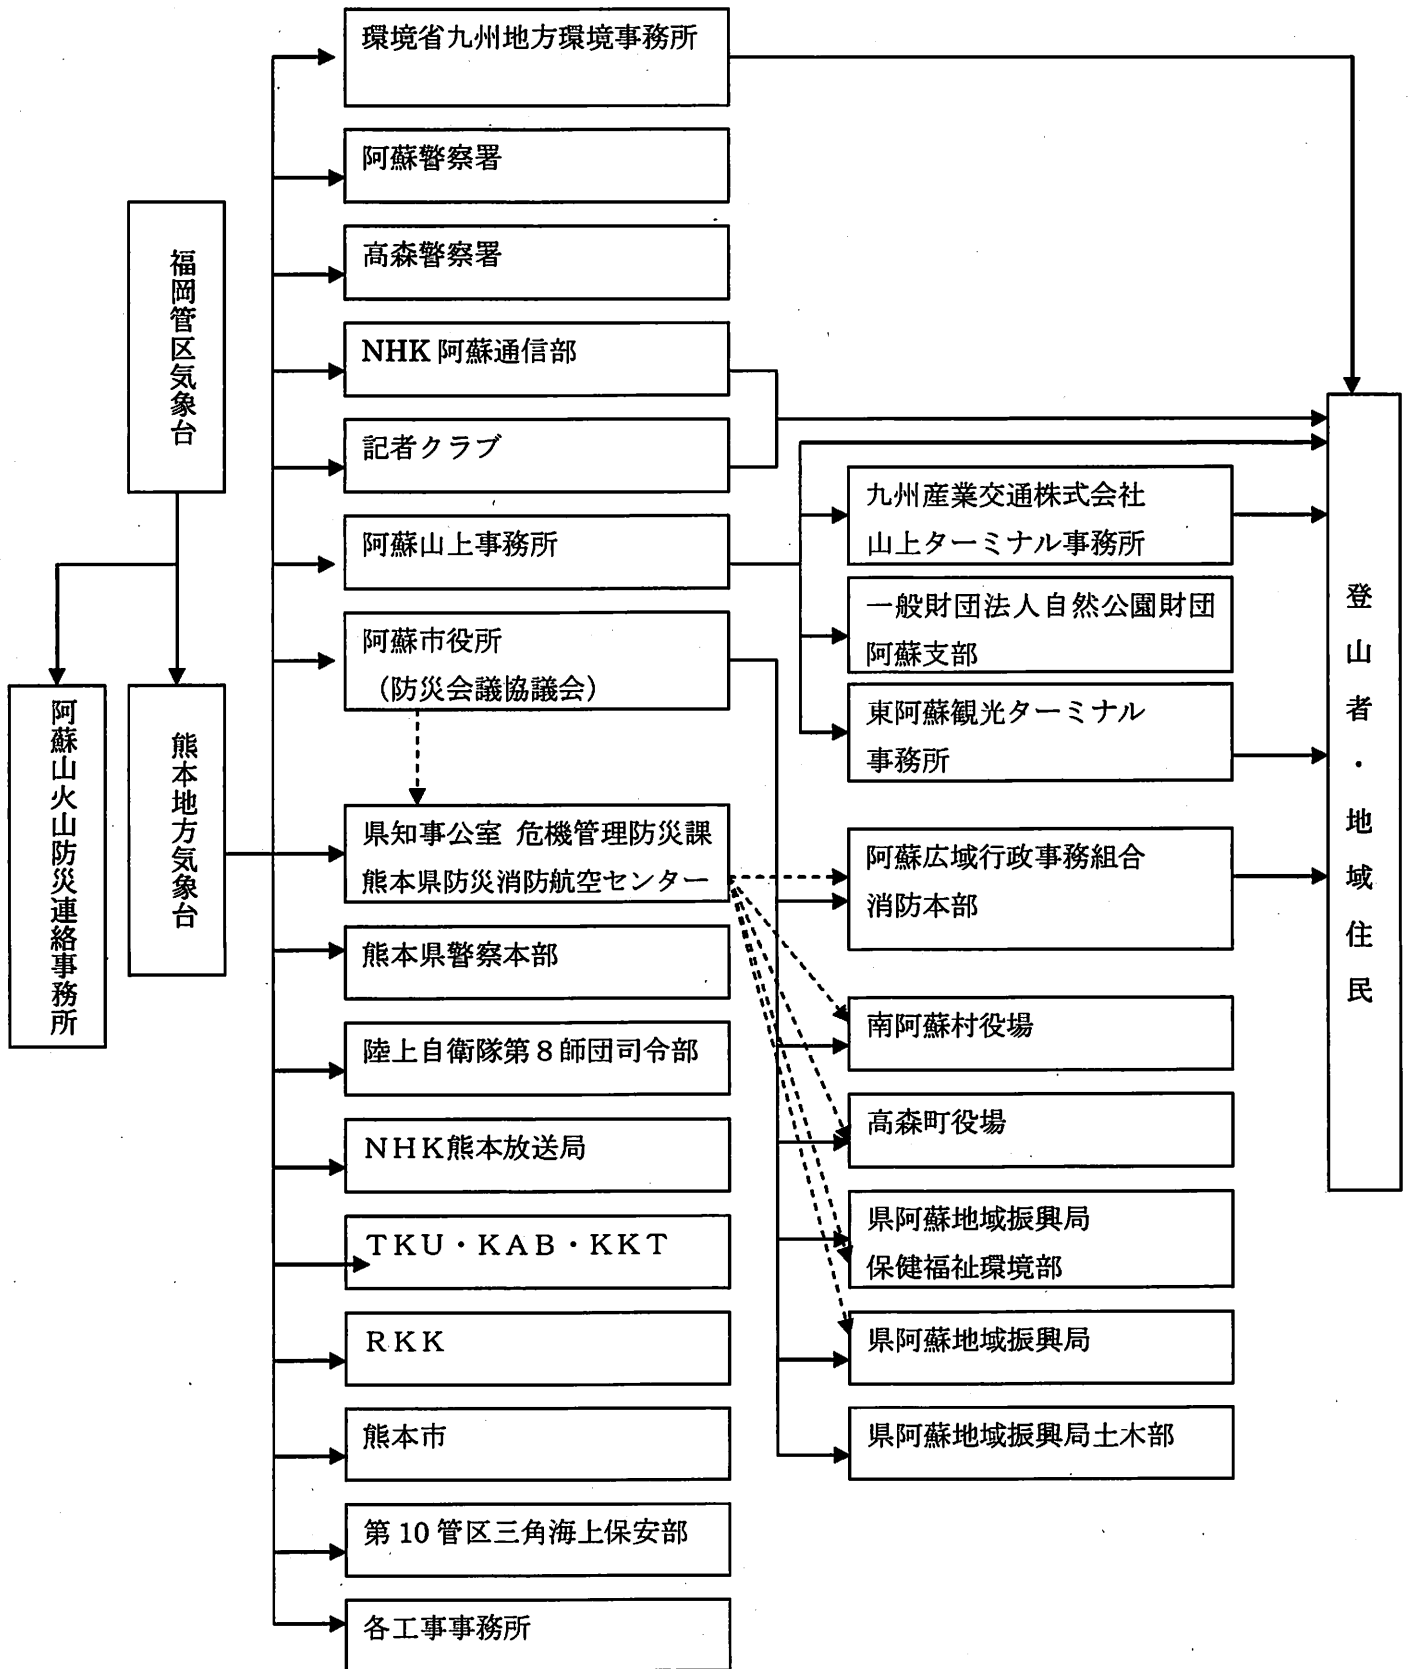 福岡管区気象台
阿蘇山火山防災連絡事務所
熊本地方気象台
環境省九州地方環境事務所
阿蘇警察署
高森警察署
NHK 阿蘇通信部
記者クラブ
阿蘇山上事務所
阿蘇市役所
(防災会議協議会)
県知事公室 危機管理防災課
熊本県防災消防航空センター
熊本県警察本部
陸上自衛隊第８師団司令部
ＮＨＫ熊本放送局
ＴＫＵ・ＫＡＢ・ＫＫＴ
ＲＫＫ
熊本市
第 10 管区三角海上保安部
各工事事務所
九州産業交通株式会社
山上ターミナル事務所
一般財団法人自然公園財団
阿蘇支部
東阿蘇観光ターミナル
事務所
阿蘇広域行政事務組合
消防本部
南阿蘇村役場
高森町役場
県阿蘇地域振興局
保健福祉環境部
県阿蘇地域振興局
県阿蘇地域振興局土木部
登山者・地域住民